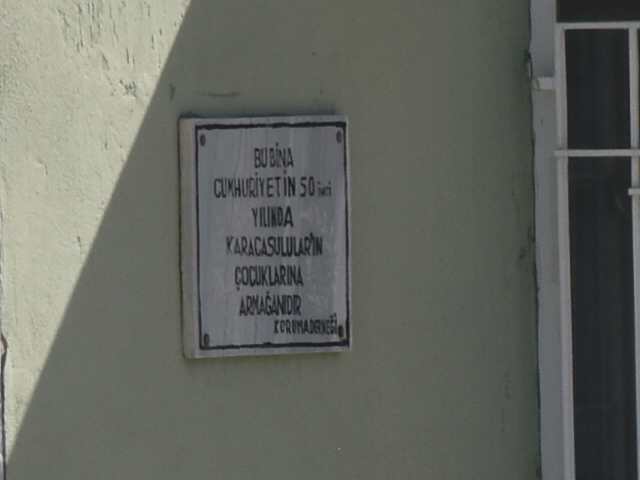 BU BİNA
CUMHURİYETİN 50 inci
YILINDA
KARACASULULAR'IN
ÇOCUKLARINA
ARMAĞANIDIR
KORUMA DERNEĞİ